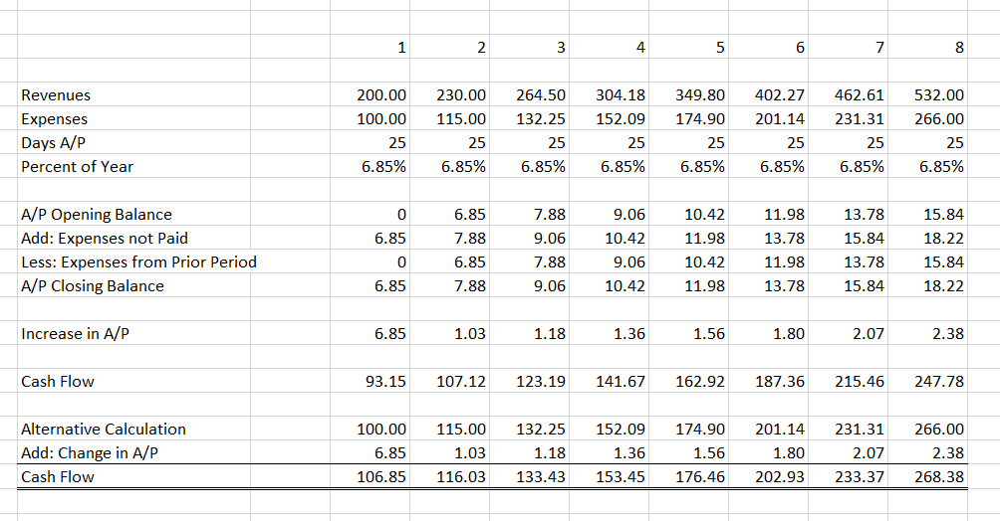 1 2 3 4 5 6 7 8
Revenues 200.00 230.00 264.50 304.18 349.80 402.27 462.61 532.00
Expenses 100.00 115.00 132.25 152.09 174.90 201.14 231.31 266.00
Days A/P 25 25 25 25 25 25 25 25
Percent of Year 6.85% 6.85% 6.85% 6.85% 6.85% 6.85% 6.85% 6.85%
A/P Opening Balance 0 6.85 7.88 9.06 10.42 11.98 13.78 15.84
Add: Expenses not Paid 6.85 7.88 9.06 10.42 11.98 13.78 15.84 18.22
Less: Expenses from Prior Period 0 6.85 7.88 9.06 10.42 11.98 13.78 15.84
A/P Closing Balance 6.85 7.88 9.06 10.42 11.98 13.78 15.84 18.22
Increase in A/P 6.85 1.03 1.18 1.36 1.56 1.80 2.07 2.38
Cash Flow 93.15 107.12 123.19 141.67 162.92 187.36 215.46 247.78
Alternative Calculation 100.00 115.00 132.25 152.09 174.90 201.14 231.31 266.00
Add: Change in A/P 6.85 1.03 1.18 1.36 1.56 1.80 2.07 2.38
Cash Flow 106.85 116.03 133.43 153.45 176.46 202.93 233.37 268.38